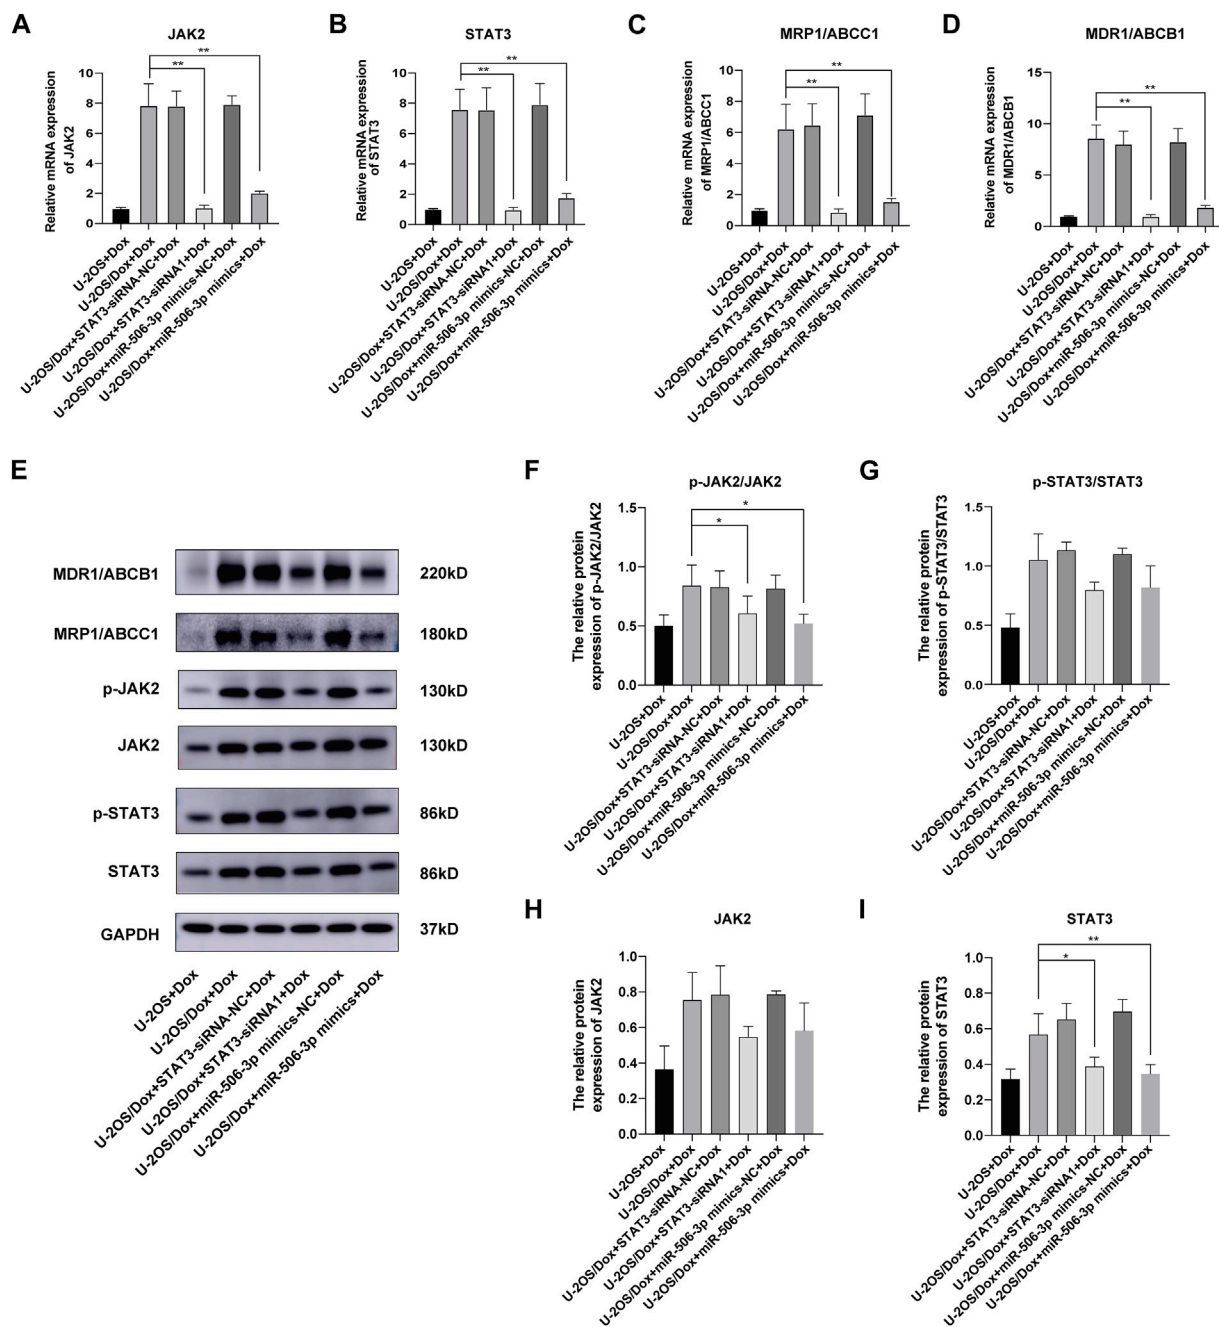 A
JAK2
Relative mRNA expression
of JAK2
10
8
6
4
2
0
**
**
U-2OS+Dox
U-2OS/Dox+Dox
U-2OS/Dox+STAT3-siRNA-NC+Dox
U-2OS/Dox+STAT3-siRNA1+Dox
U-2OS/Dox+miR-506-3p mimics-NC+Dox
U-2OS/Dox+miR-506-3p mimics+Dox
B
STAT3
Relative mRNA expression
of STAT3
10
8
6
4
2
0
**
**
U-2OS+Dox
U-2OS/Dox+Dox
U-2OS/Dox+STAT3-siRNA-NC+Dox
U-2OS/Dox+STAT3-siRNA1+Dox
U-2OS/Dox+miR-506-3p mimics-NC+Dox
U-2OS/Dox+miR-506-3p mimics+Dox
C
MRP1/ABCC1
Relative mRNA expression
of MRP1/ABCC1
10
8
6
4
2
0
**
**
U-2OS+Dox
U-2OS/Dox+Dox
U-2OS/Dox+STAT3-siRNA-NC+Dox
U-2OS/Dox+STAT3-siRNA1+Dox
U-2OS/Dox+miR-506-3p mimics-NC+Dox
U-2OS/Dox+miR-506-3p mimics+Dox
D
MDR1/ABCB1
Relative mRNA expression
of MDR1/ABCB1
15
10
5
0
**
**
U-2OS+Dox
U-2OS/Dox+Dox
U-2OS/Dox+STAT3-siRNA-NC+Dox
U-2OS/Dox+STAT3-siRNA1+Dox
U-2OS/Dox+miR-506-3p mimics-NC+Dox
U-2OS/Dox+miR-506-3p mimics+Dox
E
MDR1/ABCB1 220kD
MRP1/ABCC1 180kD
p-JAK2 130kD
JAK2 130kD
p-STAT3 86kD
STAT3 86kD
GAPDH 37kD
U-2OS+Dox
U-2OS/Dox+Dox
U-2OS/Dox+STAT3-siRNA-NC+Dox
U-2OS/Dox+STAT3-siRNA1+Dox
U-2OS/Dox+miR-506-3p mimics-NC+Dox
U-2OS/Dox+miR-506-3p mimics+Dox
F
p-JAK2/JAK2
The relative protein
expression of p-JAK2/JAK2
1.5
1.0
0.5
0.0
*
*
U-2OS+Dox
U-2OS/Dox+Dox
U-2OS/Dox+STAT3-siRNA-NC+Dox
U-2OS/Dox+STAT3-siRNA1+Dox
U-2OS/Dox+miR-506-3p mimics-NC+Dox
U-2OS/Dox+miR-506-3p mimics+Dox
G
p-STAT3/STAT3
The relative protein
expression of p-STAT3/STAT3
1.5
1.0
0.5
0.0
U-2OS+Dox
U-2OS/Dox+Dox
U-2OS/Dox+STAT3-siRNA-NC+Dox
U-2OS/Dox+STAT3-siRNA1+Dox
U-2OS/Dox+miR-506-3p mimics-NC+Dox
U-2OS/Dox+miR-506-3p mimics+Dox
H
JAK2
The relative protein
expression of JAK2
1.0
0.8
0.6
0.4
0.2
0.0
U-2OS+Dox
U-2OS/Dox+Dox
U-2OS/Dox+STAT3-siRNA-NC+Dox
U-2OS/Dox+STAT3-siRNA1+Dox
U-2OS/Dox+miR-506-3p mimics-NC+Dox
U-2OS/Dox+miR-506-3p mimics+Dox
I
STAT3
The relative protein
expression of STAT3
1.0
0.8
0.6
0.4
0.2
0.0
**
*
U-2OS+Dox
U-2OS/Dox+Dox
U-2OS/Dox+STAT3-siRNA-NC+Dox
U-2OS/Dox+STAT3-siRNA1+Dox
U-2OS/Dox+miR-506-3p mimics-NC+Dox
U-2OS/Dox+miR-506-3p mimics+Dox